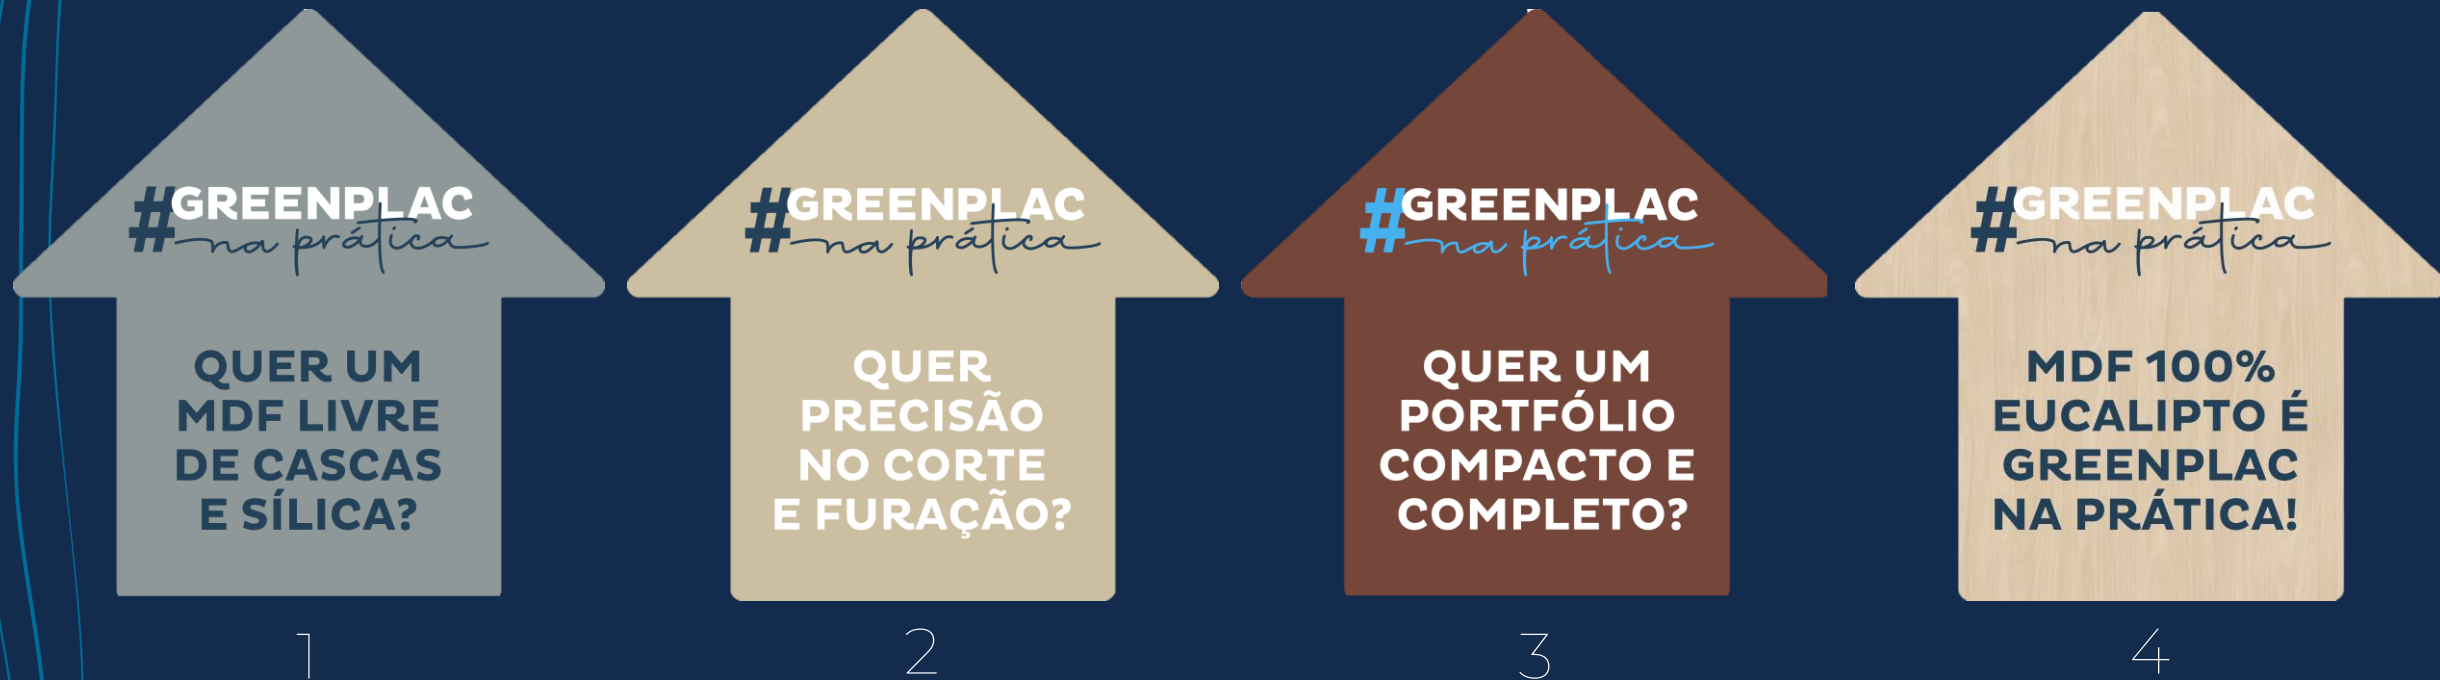 #GREENPLAC
na prática
QUER UM
MDF LIVRE
DE CASCAS
E SÍLICA?
1
#GREENPLAC
na prática
QUER
PRECISÃO
NO CORTE
E FURAÇÃO?
2
#GREENPLAC
na prática
QUER UM
PORTFÓLIO
COMPACTO E
COMPLETO?
3
#GREENPLAC
na prática
MDF 100%
EUCALIPTO É
GREENPLAC
NA PRÁTICA!
4